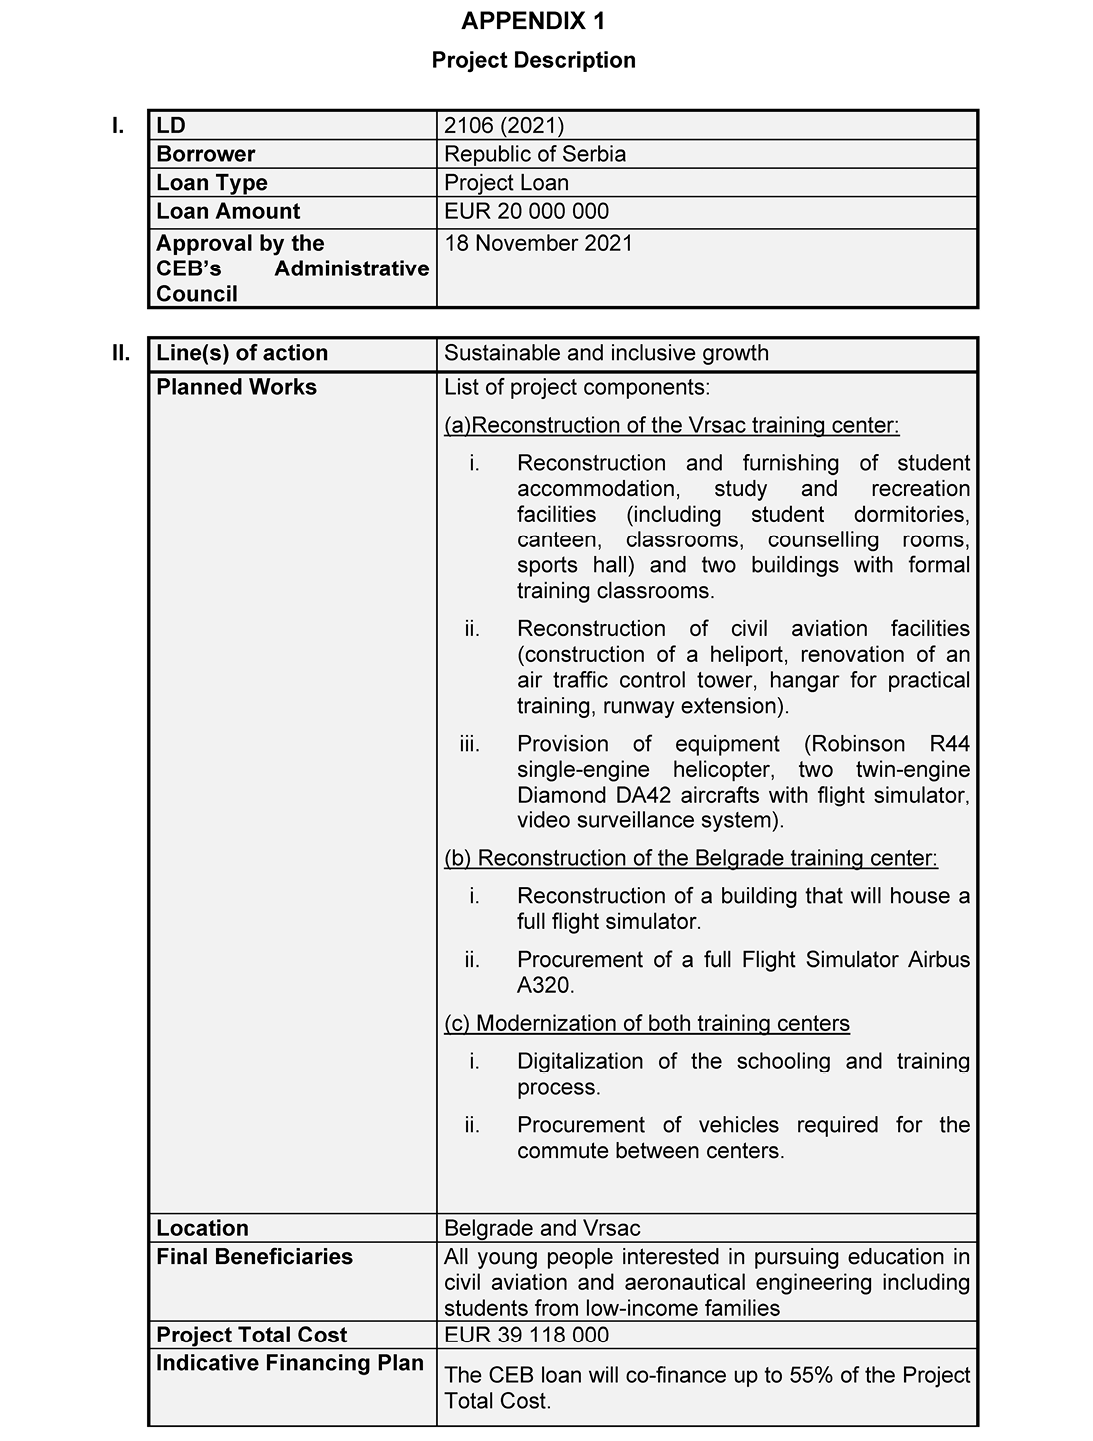 APPENDIX 1
Project Description
I.
LD
2106 (2021)
Borrower
Republic of Serbia
Loan Type
Project Loan
Loan Amount
EUR 20 000 000
Approval by the
CEB's Administrative
Council
18 November 2021
II.
Line(s) of action
Sustainable and inclusive growth
Planned Works
List of project components:
(a)Reconstruction of the Vrsac training center:
i. Reconstruction and furnishing of student
accommodation, study and recreation
facilities (including student dormitories,
canteen, classrooms, counselling rooms,
sports hall) and two buildings with formal
training classrooms.
ii. Reconstruction of civil aviation facilities
(construction of a heliport, renovation of an
air traffic control tower, hangar for practical
training, runway extension).
iii. Provision of equipment (Robinson R44
single-engine helicopter, two twin-engine
Diamond DA42 aircrafts with flight simulator,
video surveillance system).
(b) Reconstruction of the Belgrade training center:
i. Reconstruction of a building that will house a
full flight simulator.
ii. Procurement of a full Flight Simulator Airbus
A320.
(c) Modernization of both training centers
i. Digitalization of the schooling and training
process.
ii. Procurement of vehicles required for the
commute between centers.
Location
Belgrade and Vrsac
Final Beneficiaries
All young people interested in pursuing education in
civil aviation and aeronautical engineering including
students from low-income families
Project Total Cost
EUR 39 118 000
Indicative Financing Plan
The CEB loan will co-finance up to 55% of the Project
Total Cost.